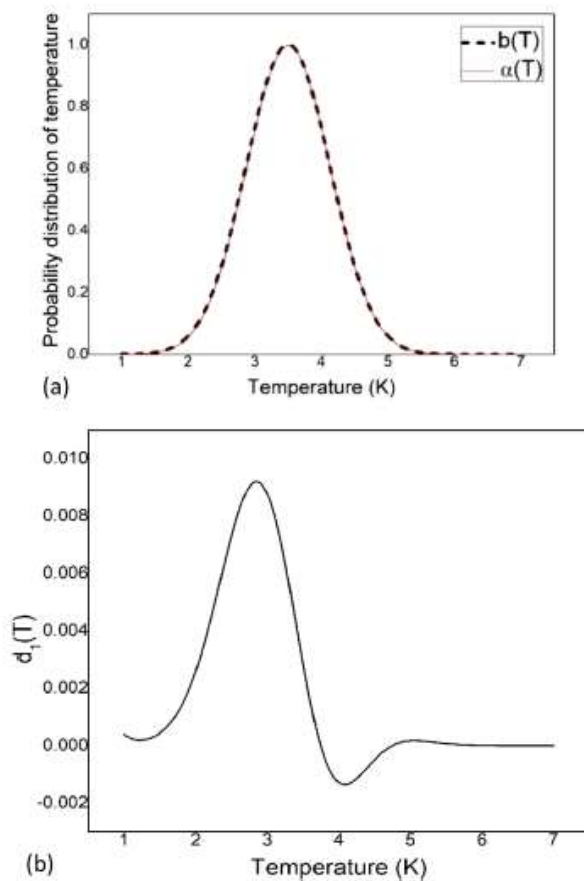 Probability distribution of temperature
1.0
0.8
0.6
0.4
0.2
0.0
b(T)
α(T)
1 2 3 4 5 6 7
Temperature (K)
(a)
d₁(T)
0.010
0.008
0.006
0.004
0.002
0.000
-0.002
1 2 3 4 5 6 7
Temperature (K)
(b)